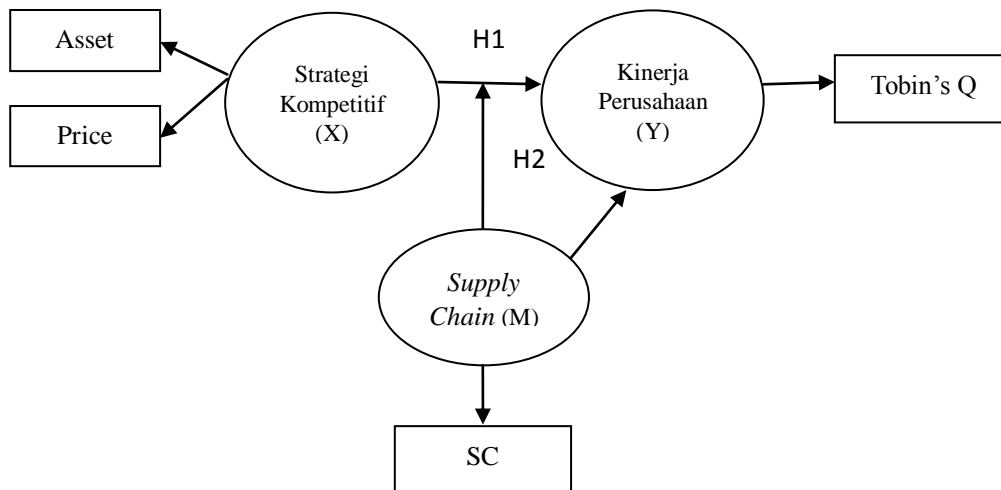 Asset
H1
Strategi
Kompetitif
(X)
Kinerja
Perusahaan
(Y)
Tobin's Q
Price
H2
Supply
Chain (M)
SC